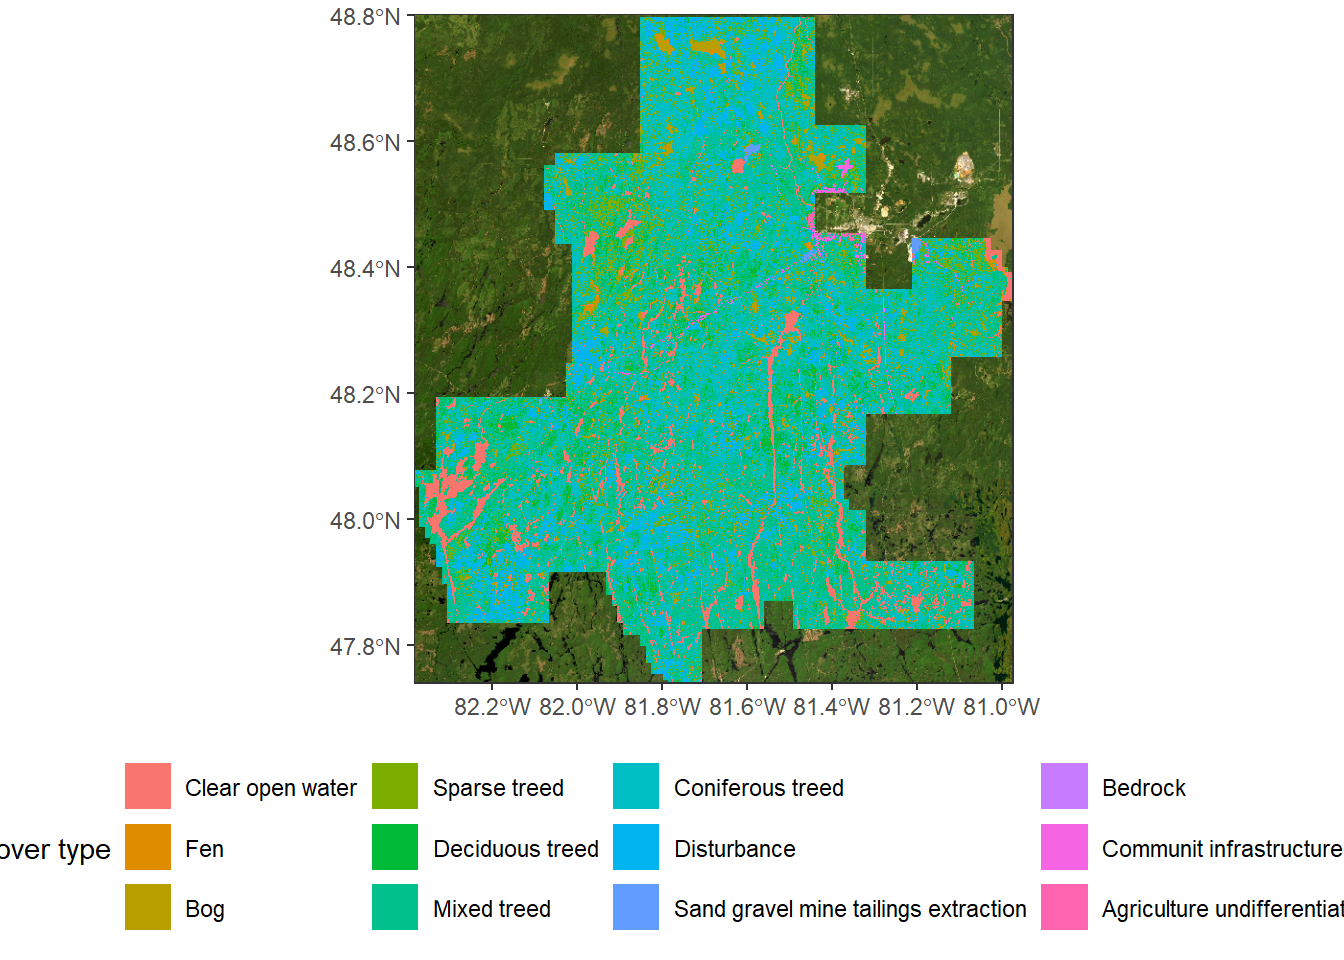 48.8°N
48.6°N
48.4°N
48.2°N
48.0°N
47.8°N
82.2°W 82.0°W 81.8°W 81.6°W 81.4°W 81.2°W 81.0°W
over type
Clear open water
Fen
Bog
Sparse treed
Deciduous treed
Mixed treed
Coniferous treed
Disturbance
Sand gravel mine tailings extraction
Bedrock
Communit infrastructure
Agriculture undifferentiat